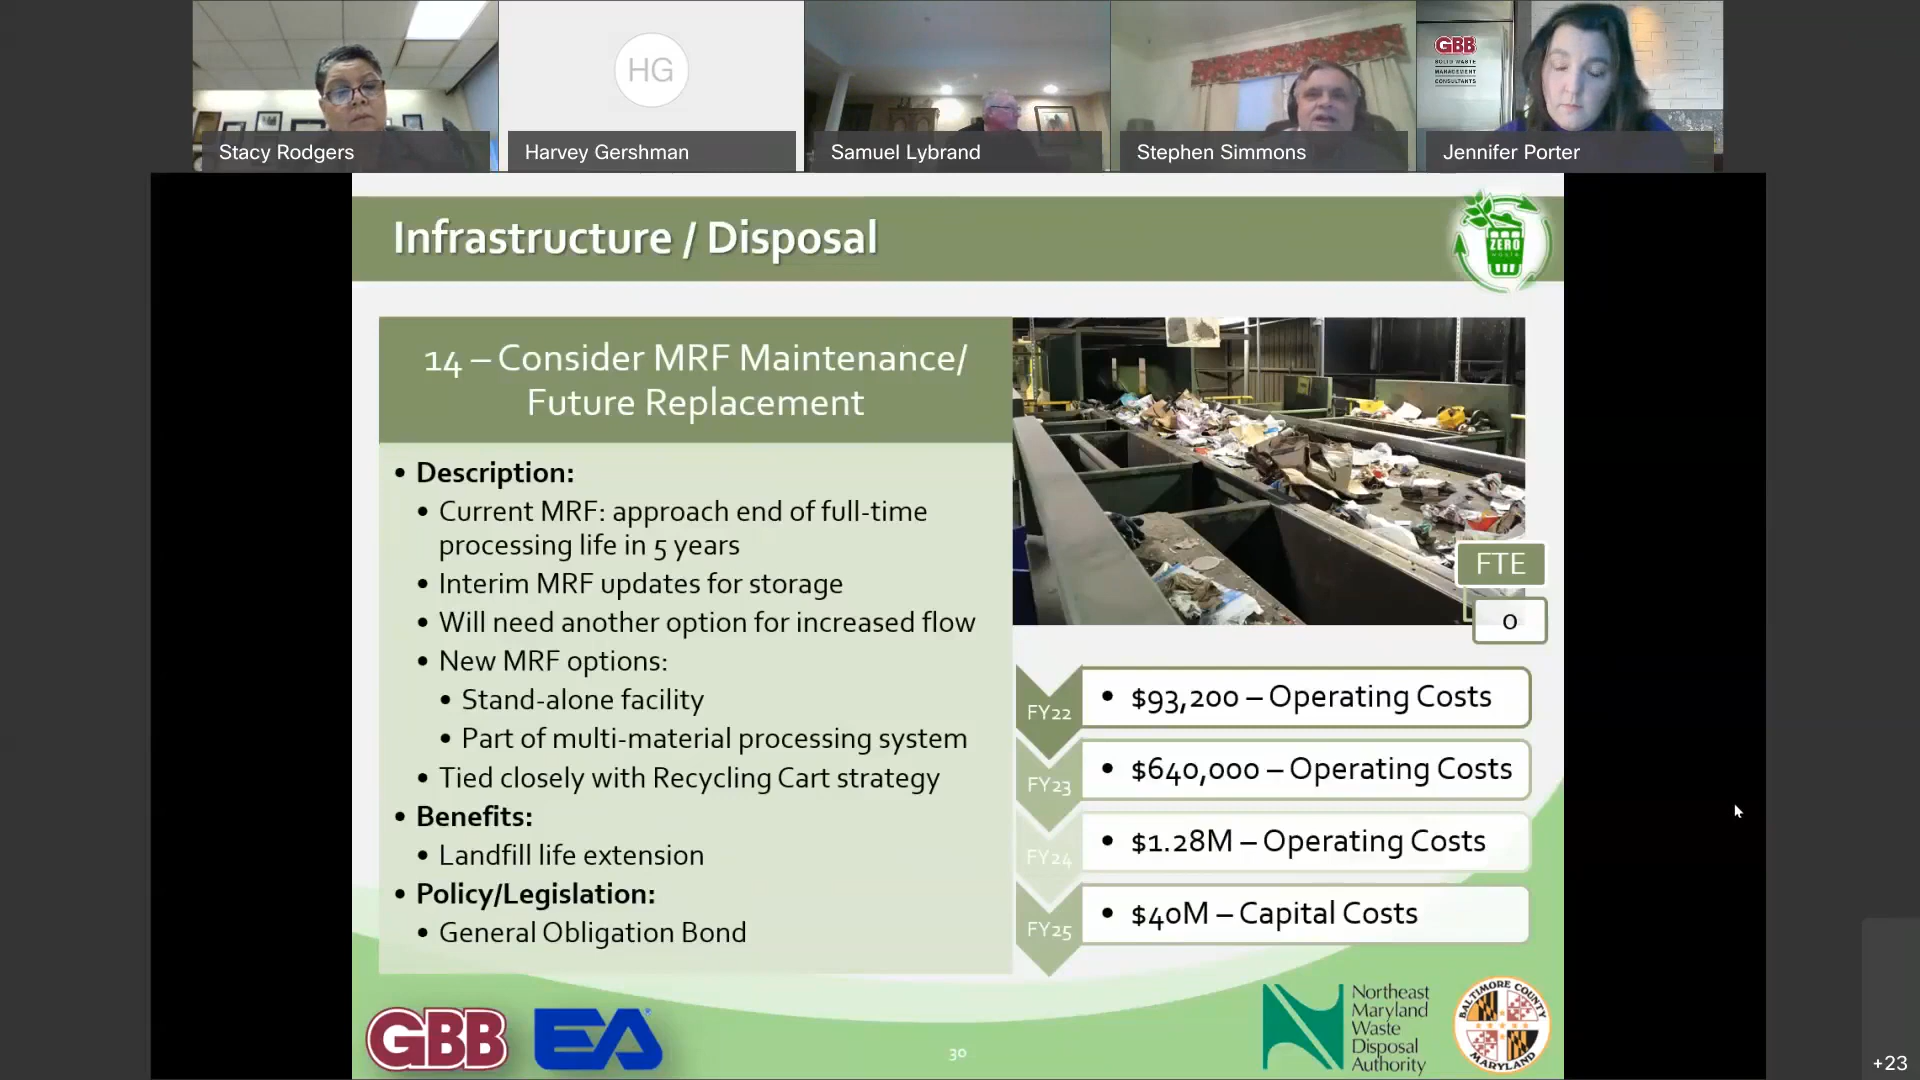 HG
GBB
SOLID WASTE
MANAGEMENT
CONSULTANTS
Stacy Rodgers
Harvey Gershman
Samuel Lybrand
Stephen Simmons
Jennifer Porter
Infrastructure / Disposal
ZERO
waste
14 – Consider MRF Maintenance/
Future Replacement
• Description:
• Current MRF: approach end of full-time
processing life in 5 years
• Interim MRF updates for storage
• Will need another option for increased flow
• New MRF options:
• Stand-alone facility
• Part of multi-material processing system
• Tied closely with Recycling Cart strategy
• Benefits:
• Landfill life extension
• Policy/Legislation:
• General Obligation Bond
FTE
0
FY22
• $93,200 – Operating Costs
FY23
• $640,000 – Operating Costs
FY24
• $1.28M – Operating Costs
FY25
• $40M – Capital Costs
GBB
EA®
30
Northeast
Maryland
Waste
Disposal
Authority
BALTIMORE COUNTY
MARYLAND
+23